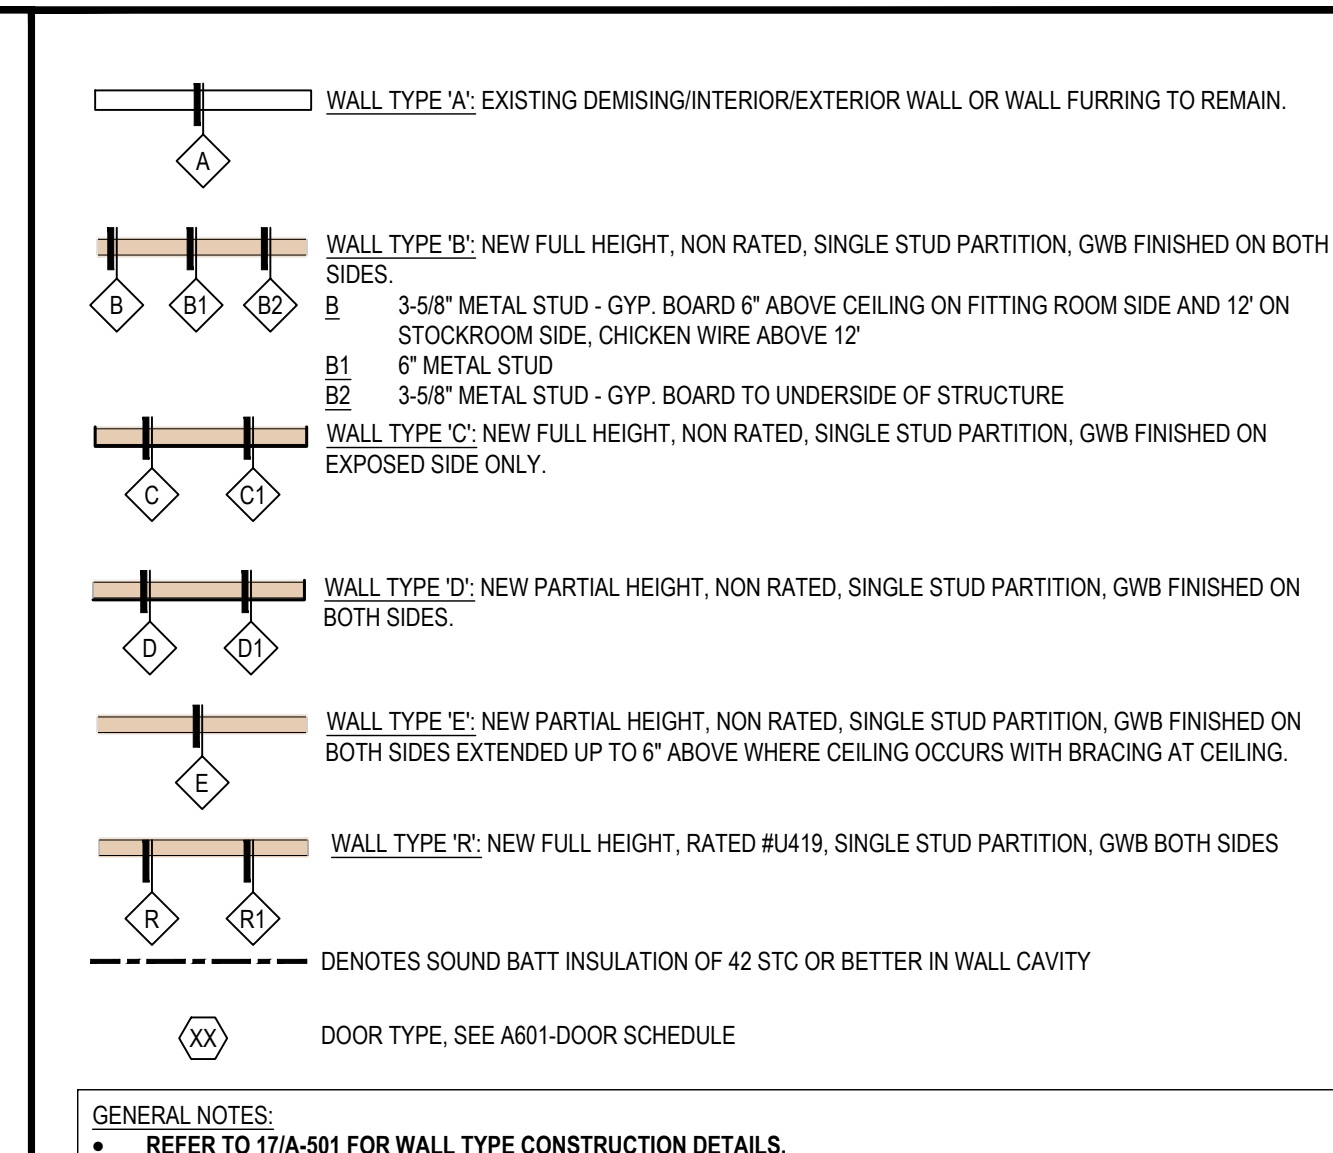 WALL TYPE 'A': EXISTING DEMISING/INTERIOR/EXTERIOR WALL OR WALL FURRING TO REMAIN.
A
WALL TYPE 'B': NEW FULL HEIGHT, NON RATED, SINGLE STUD PARTITION, GWB FINISHED ON BOTH
SIDES.
B B1 B2
B 3-5/8" METAL STUD - GYP. BOARD 6" ABOVE CEILING ON FITTING ROOM SIDE AND 12' ON
STOCKROOM SIDE, CHICKEN WIRE ABOVE 12'
B1 6" METAL STUD
B2 3-5/8" METAL STUD - GYP. BOARD TO UNDERSIDE OF STRUCTURE
WALL TYPE 'C': NEW FULL HEIGHT, NON RATED, SINGLE STUD PARTITION, GWB FINISHED ON
EXPOSED SIDE ONLY.
C C1
WALL TYPE 'D': NEW PARTIAL HEIGHT, NON RATED, SINGLE STUD PARTITION, GWB FINISHED ON
BOTH SIDES.
D D1
WALL TYPE 'E': NEW PARTIAL HEIGHT, NON RATED, SINGLE STUD PARTITION, GWB FINISHED ON
BOTH SIDES EXTENDED UP TO 6" ABOVE WHERE CEILING OCCURS WITH BRACING AT CEILING.
E
WALL TYPE 'R': NEW FULL HEIGHT, RATED #U419, SINGLE STUD PARTITION, GWB BOTH SIDES
R R1
DENOTES SOUND BATT INSULATION OF 42 STC OR BETTER IN WALL CAVITY
XX DOOR TYPE, SEE A601-DOOR SCHEDULE
GENERAL NOTES:
• REFER TO 17/A-501 FOR WALL TYPE CONSTRUCTION DETAILS.